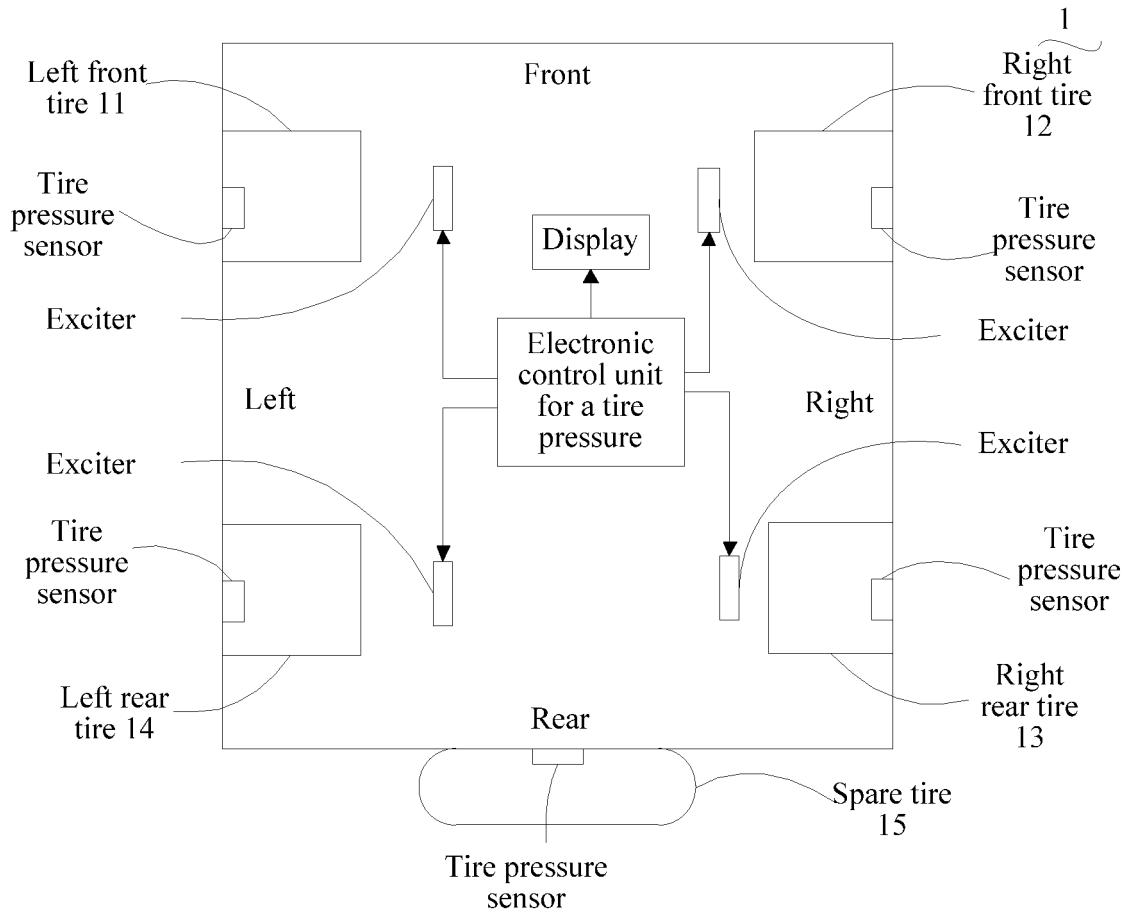 1
Front
Left front
tire 11
Right
front tire
12
Tire
pressure
sensor
Tire
pressure
sensor
Display
Exciter
Exciter
Electronic
control unit
for a tire
pressure
Left
Right
Exciter
Exciter
Tire
pressure
sensor
Tire
pressure
sensor
Left rear
tire 14
Right
rear tire
13
Rear
Spare tire
15
Tire pressure
sensor